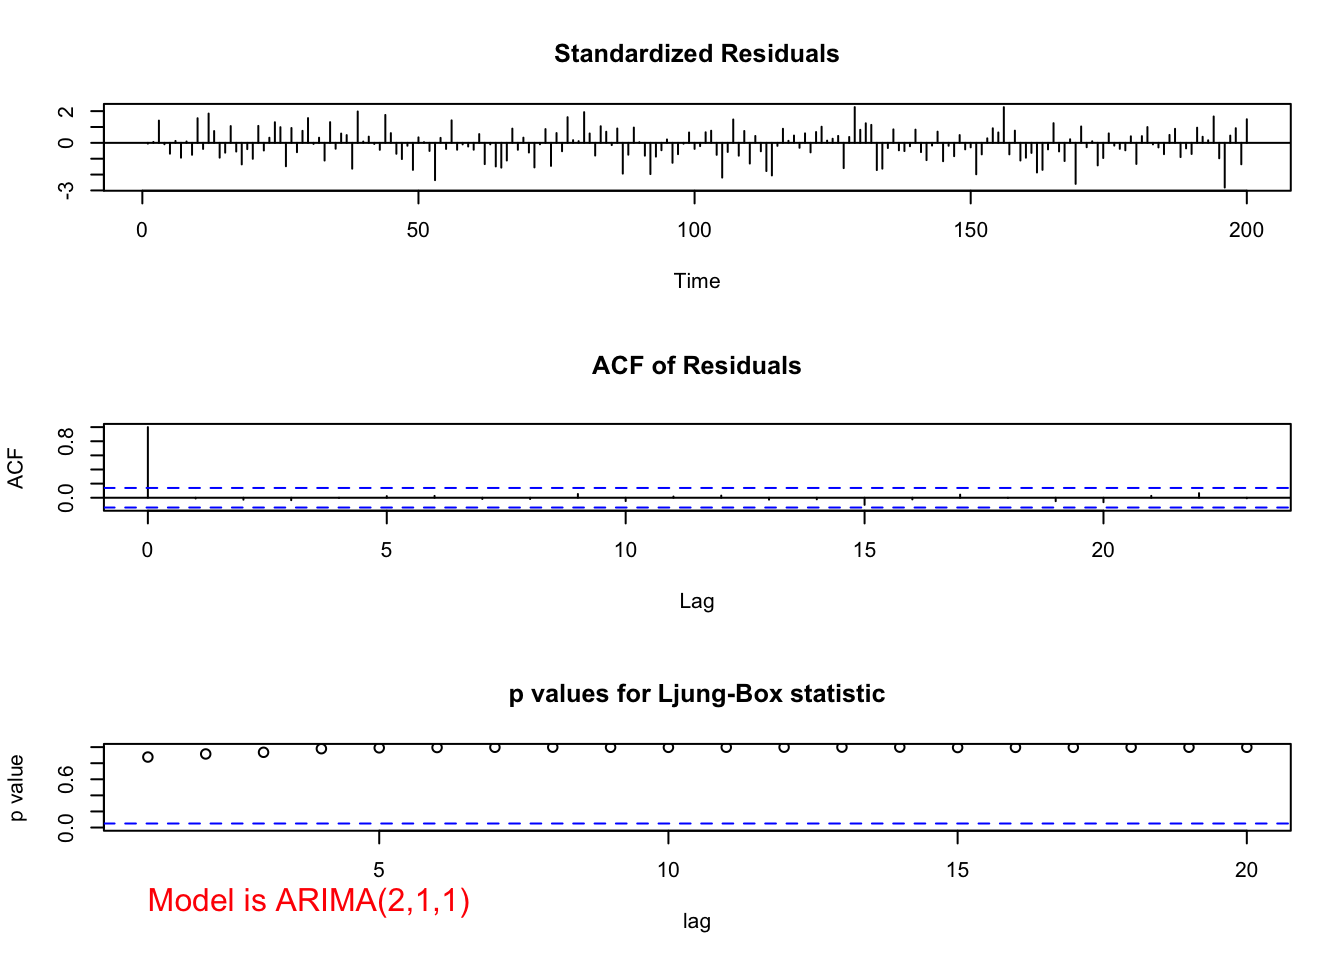 Standardized Residuals
2
0
-3
0
50
100
150
200
Time
ACF of Residuals
ACF
0.8
0.0
0
5
10
15
20
Lag
p values for Ljung-Box statistic
p value
0.6
0.0
5
10
15
20
Model is ARIMA(2,1,1)
lag